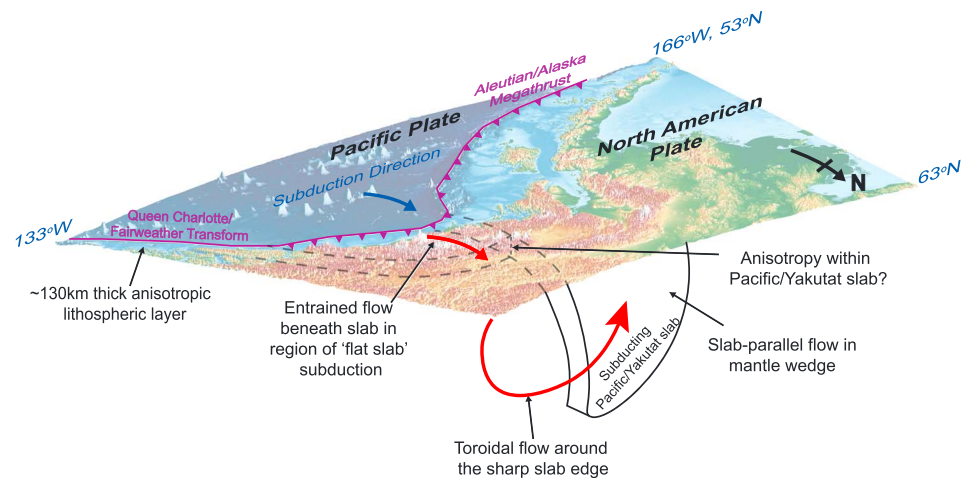 166°W, 53°N
Aleutian/Alaska
Megathrust
Pacific Plate
North American
Plate
Subduction Direction
N
63°N
Queen Charlotte/
Fairweather Transform
133°W
~130km thick anisotropic
lithospheric layer
Entrained flow
beneath slab in
region of ‘flat slab’
subduction
Anisotropy within
Pacific/Yakutat slab?
Subducting
Pacific/Yakutat slab
Slab-parallel flow in
mantle wedge
Toroidal flow around
the sharp slab edge